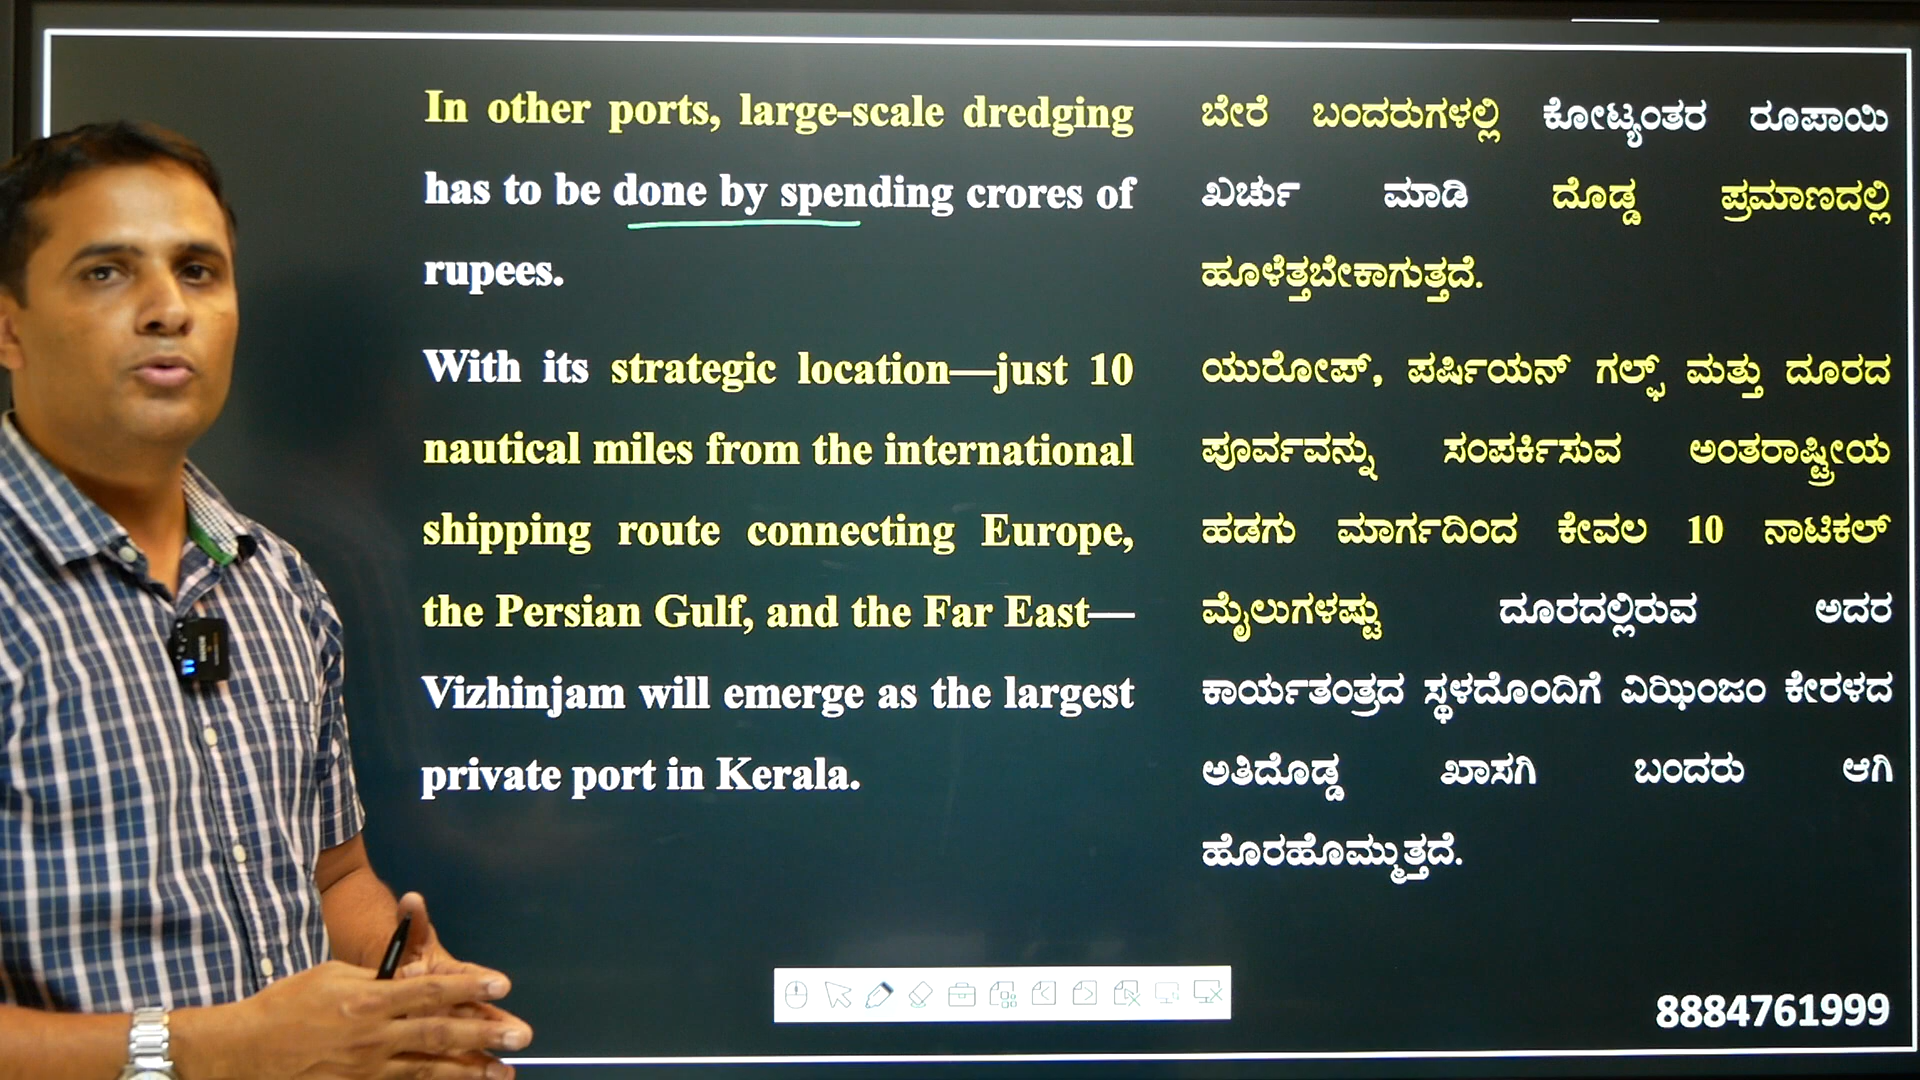 In other ports, large-scale dredging
has to be done by spending crores of
rupees.
With its strategic location—just 10
nautical miles from the international
shipping route connecting Europe,
the Persian Gulf, and the Far East—
Vizhinjam will emerge as the largest
private port in Kerala.
ಬೇರೆ ಬಂದರುಗಳಲ್ಲಿ ಕೋಟ್ಯಂತರ ರೂಪಾಯಿ
ಖರ್ಚು ಮಾಡಿ ದೊಡ್ಡ ಪ್ರಮಾಣದಲ್ಲಿ
ಹೂಳೆತ್ತಬೇಕಾಗುತ್ತದೆ.
ಯುರೋಪ್, ಪರ್ಷಿಯನ್ ಗಲ್ಫ್ ಮತ್ತು ದೂರದ
ಪೂರ್ವವನ್ನು ಸಂಪರ್ಕಿಸುವ ಅಂತರಾಷ್ಟ್ರೀಯ
ಹಡಗು ಮಾರ್ಗದಿಂದ ಕೇವಲ 10 ನಾಟಿಕಲ್
ಮೈಲುಗಳಷ್ಟು ದೂರದಲ್ಲಿರುವ ಅದರ
ಕಾರ್ಯತಂತ್ರದ ಸ್ಥಳದೊಂದಿಗೆ ವಿಝಿಂಜಂ ಕೇರಳದ
ಅತಿದೊಡ್ಡ ಖಾಸಗಿ ಬಂದರು ಆಗಿ
ಹೊರಹೊಮ್ಮುತ್ತದೆ.
8884761999